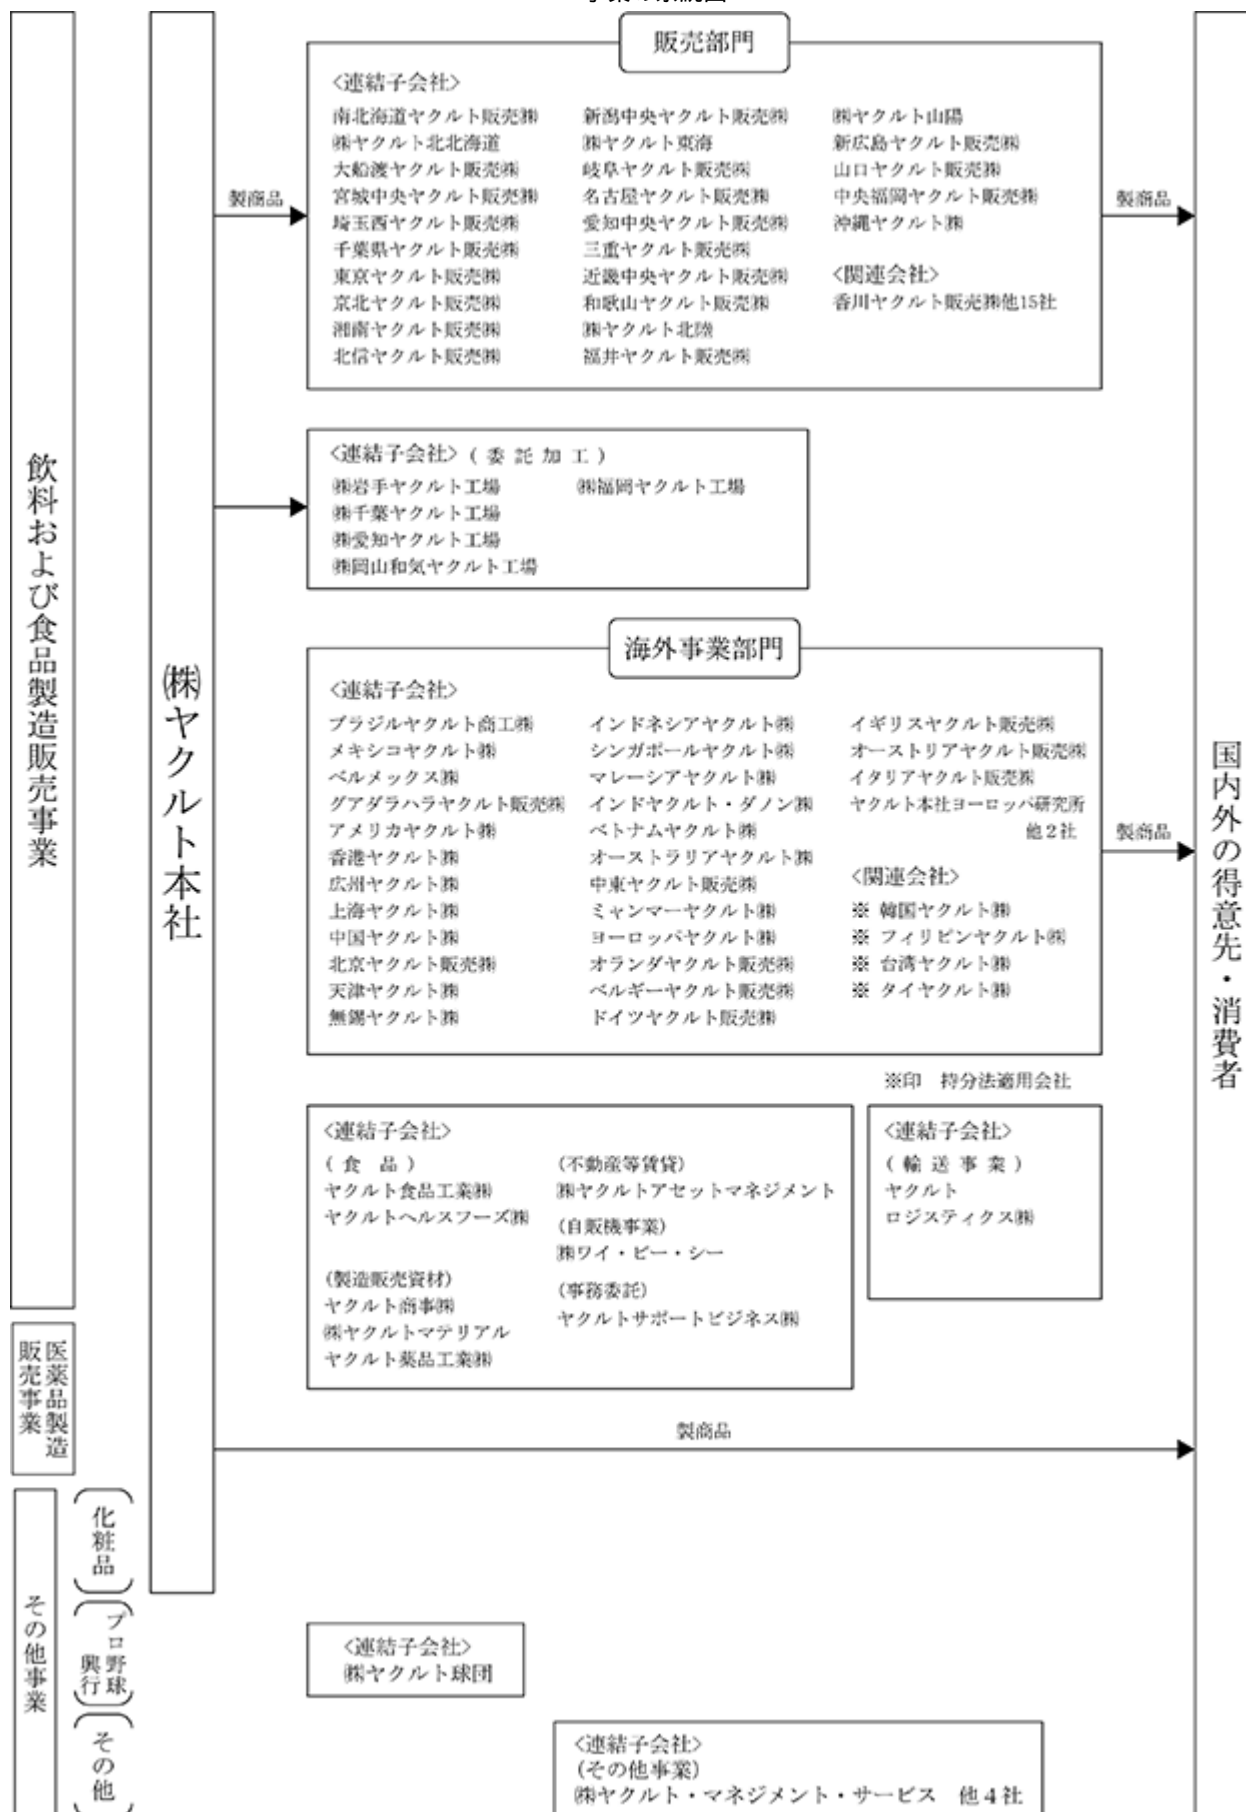 飲料および食品製造販売事業
医薬品製造
販売事業
その他事業
化粧品
プロ野球
興行
その他
㈱ヤクルト本社
製商品
販売部門
〈連結子会社〉
南北海道ヤクルト販売㈱
㈱ヤクルト北北海道
大船渡ヤクルト販売㈱
宮城中央ヤクルト販売㈱
埼玉西ヤクルト販売㈱
千葉県ヤクルト販売㈱
東京ヤクルト販売㈱
京北ヤクルト販売㈱
湘南ヤクルト販売㈱
北信ヤクルト販売㈱
新潟中央ヤクルト販売㈱
㈱ヤクルト東海
岐阜ヤクルト販売㈱
名古屋ヤクルト販売㈱
愛知中央ヤクルト販売㈱
三重ヤクルト販売㈱
近畿中央ヤクルト販売㈱
和歌山ヤクルト販売㈱
㈱ヤクルト北陸
福井ヤクルト販売㈱
㈱ヤクルト山陽
新広島ヤクルト販売㈱
山口ヤクルト販売㈱
中央福岡ヤクルト販売㈱
沖縄ヤクルト㈱
〈関連会社〉
香川ヤクルト販売㈱他15社
製商品
〈連結子会社〉(委託加工)
㈱岩手ヤクルト工場
㈱千葉ヤクルト工場
㈱愛知ヤクルト工場
㈱岡山和気ヤクルト工場
㈱福岡ヤクルト工場
海外事業部門
〈連結子会社〉
ブラジルヤクルト商工㈱
メキシコヤクルト㈱
ベルメックス㈱
グアダラハラヤクルト販売㈱
アメリカヤクルト㈱
香港ヤクルト㈱
広州ヤクルト㈱
上海ヤクルト㈱
中国ヤクルト㈱
北京ヤクルト販売㈱
天津ヤクルト㈱
無錫ヤクルト㈱
インドネシアヤクルト㈱
シンガポールヤクルト㈱
マレーシアヤクルト㈱
インドヤクルト・ダノン㈱
ベトナムヤクルト㈱
オーストラリアヤクルト㈱
中東ヤクルト販売㈱
ミャンマーヤクルト㈱
ヨーロッパヤクルト㈱
オランダヤクルト販売㈱
ベルギーヤクルト販売㈱
ドイツヤクルト販売㈱
イギリスヤクルト販売㈱
オーストリアヤクルト販売㈱
イタリアヤクルト販売㈱
ヤクルト本社ヨーロッパ研究所
他2社
〈関連会社〉
※ 韓国ヤクルト㈱
※ フィリピンヤクルト㈱
※ 台湾ヤクルト㈱
※ タイヤクルト㈱
製商品
※印 持分法適用会社
〈連結子会社〉
(食品)
ヤクルト食品工業㈱
ヤクルトヘルスフーズ㈱
(製造販売資材)
ヤクルト商事㈱
㈱ヤクルトマテリアル
ヤクルト薬品工業㈱
(不動産等賃貸)
㈱ヤクルトアセットマネジメント
(自販機事業)
㈱ワイ・ビー・シー
(事務委託)
ヤクルトサポートビジネス㈱
〈連結子会社〉
(輸送事業)
ヤクルト
ロジスティクス㈱
製商品
〈連結子会社〉
㈱ヤクルト球団
〈連結子会社〉
(その他事業)
㈱ヤクルト・マネジメント・サービス 他4社
国内外の得意先・消費者